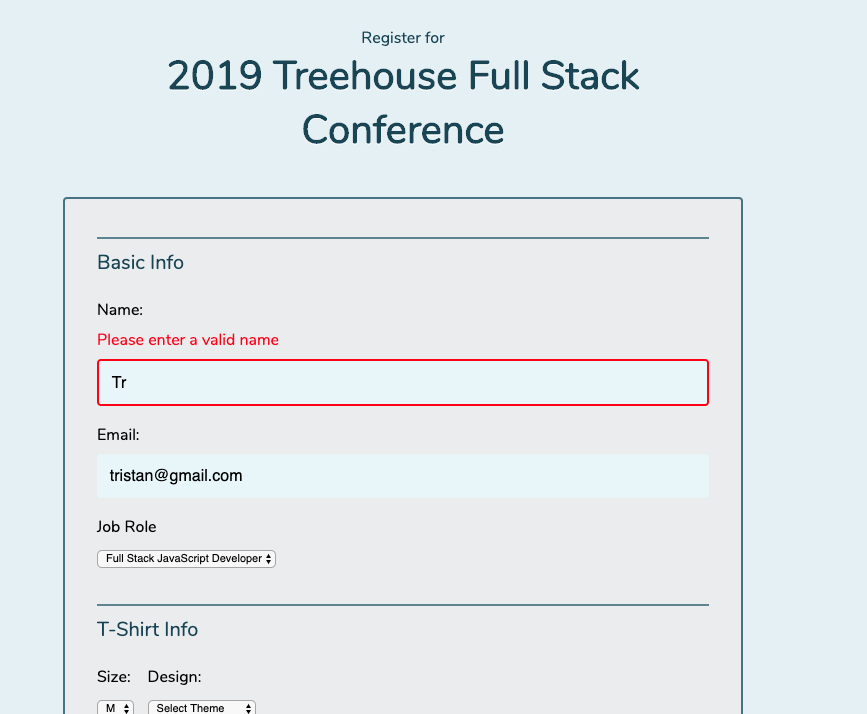 Register for
2019 Treehouse Full Stack
Conference
Basic Info
Name:
Please enter a valid name
Tr
Email:
tristan@gmail.com
Job Role
Full Stack JavaScript Developer
T-Shirt Info
Size: Design:
M Select Theme